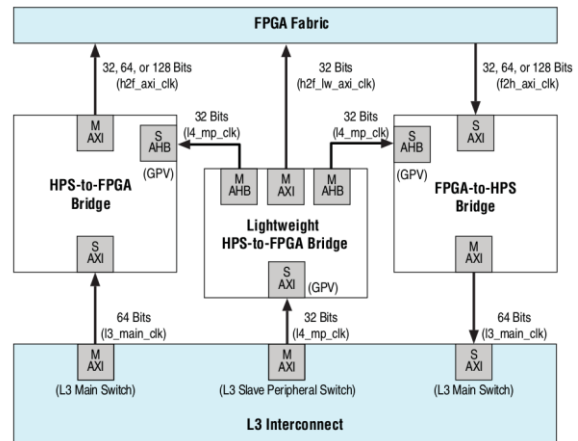 FPGA Fabric
32, 64, or 128 Bits
(h2f_axi_clk)
32 Bits
(h2f_lw_axi_clk)
32, 64, or 128 Bits
(f2h_axi_clk)
32 Bits
(l4_mp_clk)
32 Bits
(l4_mp_clk)
M
AXI
S
AHB
(GPV)
HPS-to-FPGA
Bridge
S
AXI
M
AHB
M
AXI
M
AHB
Lightweight
HPS-to-FPGA Bridge
S
AXI
(GPV)
S
AHB
(GPV)
S
AXI
FPGA-to-HPS
Bridge
M
AXI
64 Bits
(l3_main_clk)
32 Bits
(l4_mp_clk)
64 Bits
(l3_main_clk)
M
AXI
(L3 Main Switch)
M
AXI
(L3 Slave Peripheral Switch)
S
AXI
(L3 Main Switch)
L3 Interconnect